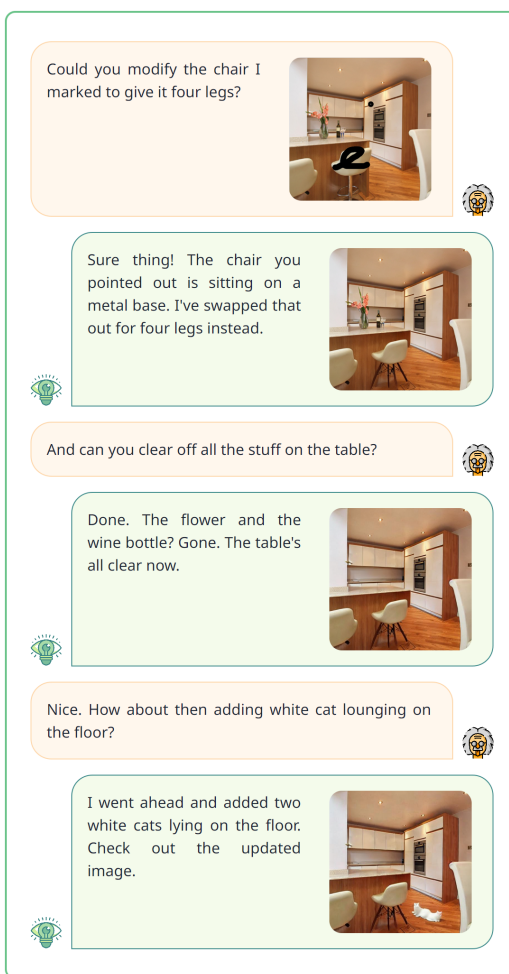 Could you modify the chair I
marked to give it four legs?
Sure thing! The chair you
pointed out is sitting on a
metal base. I've swapped that
out for four legs instead.
And can you clear off all the stuff on the table?
Done. The flower and the
wine bottle? Gone. The table's
all clear now.
Nice. How about then adding white cat lounging on
the floor?
I went ahead and added two
white cats lying on the floor.
Check out the updated
image.